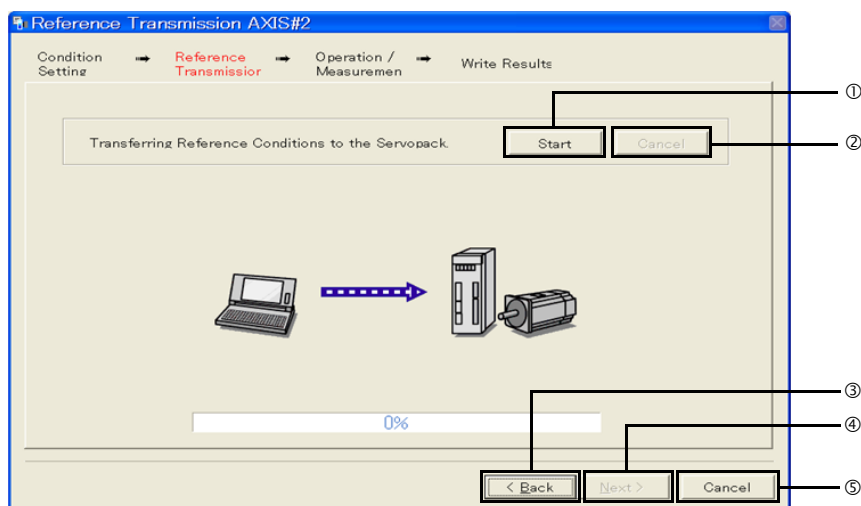 Reference Transmission AXIS#2
Condition Setting → Reference Transmissior → Operation / Measuremen → Write Results
①
Transferring Reference Conditions to the Servopack. Start Cancel
②
0%
③
④
< Back Next > Cancel
⑤